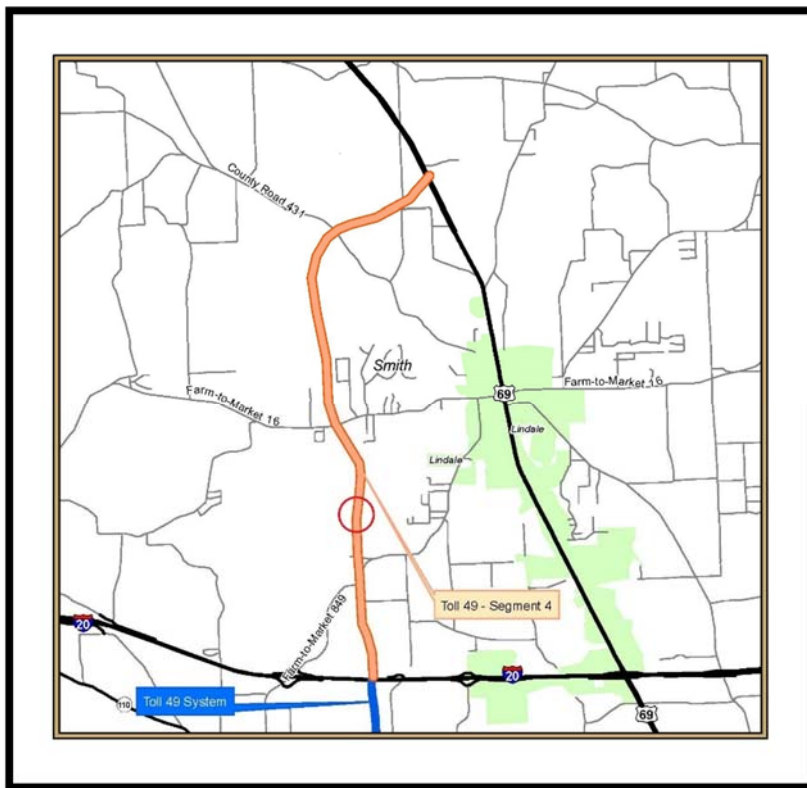 County Road 431
Smith
Farm-to-Market 16
Farm-to-Market 16
69
Lindale
Lindale
Toll 49 - Segment 4
Farm-to-Market 849
20
20
110
Toll 49 System
69